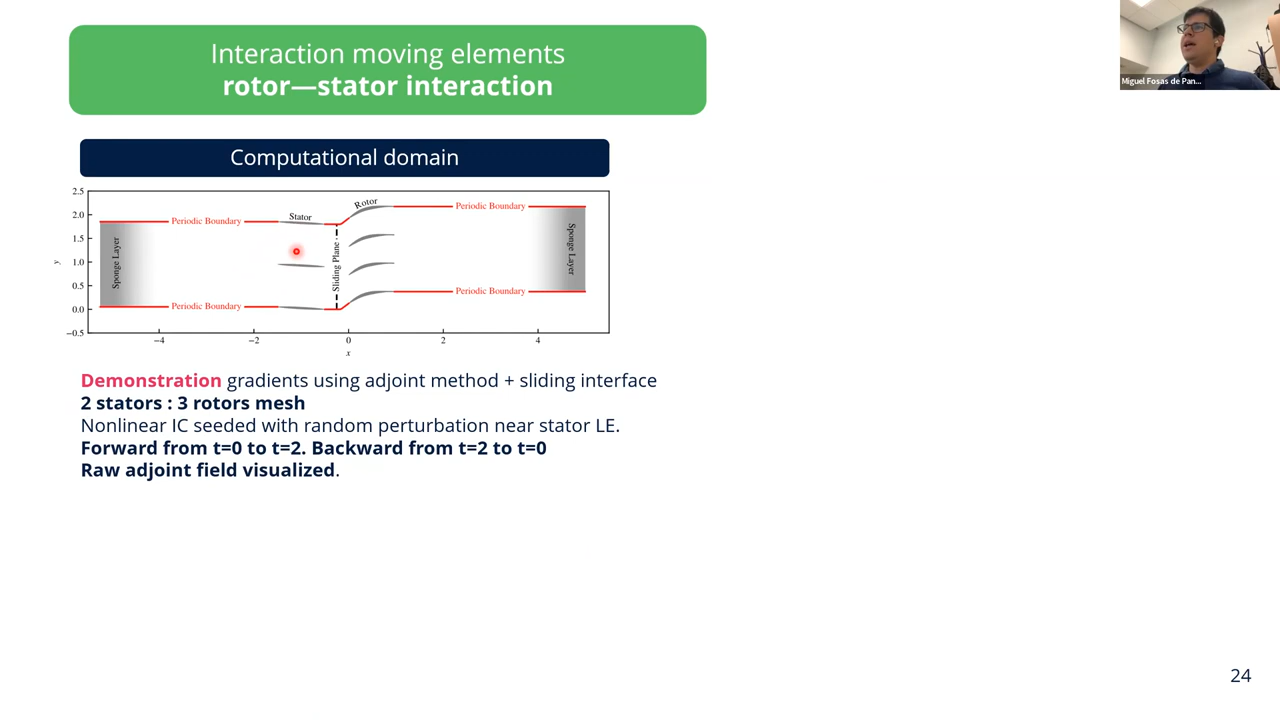 Interaction moving elements
rotor—stator interaction
Miguel Fosas de Pan...
Computational domain
2.5
2.0
1.5
1.0
0.5
0.0
−0.5
y
Sponge Layer
Periodic Boundary
Stator
Rotor
Periodic Boundary
Sliding Plane
Sponge Layer
Periodic Boundary
Periodic Boundary
−4
−2
0
2
4
x
Demonstration gradients using adjoint method + sliding interface
2 stators : 3 rotors mesh
Nonlinear IC seeded with random perturbation near stator LE.
Forward from t=0 to t=2. Backward from t=2 to t=0
Raw adjoint field visualized.
24